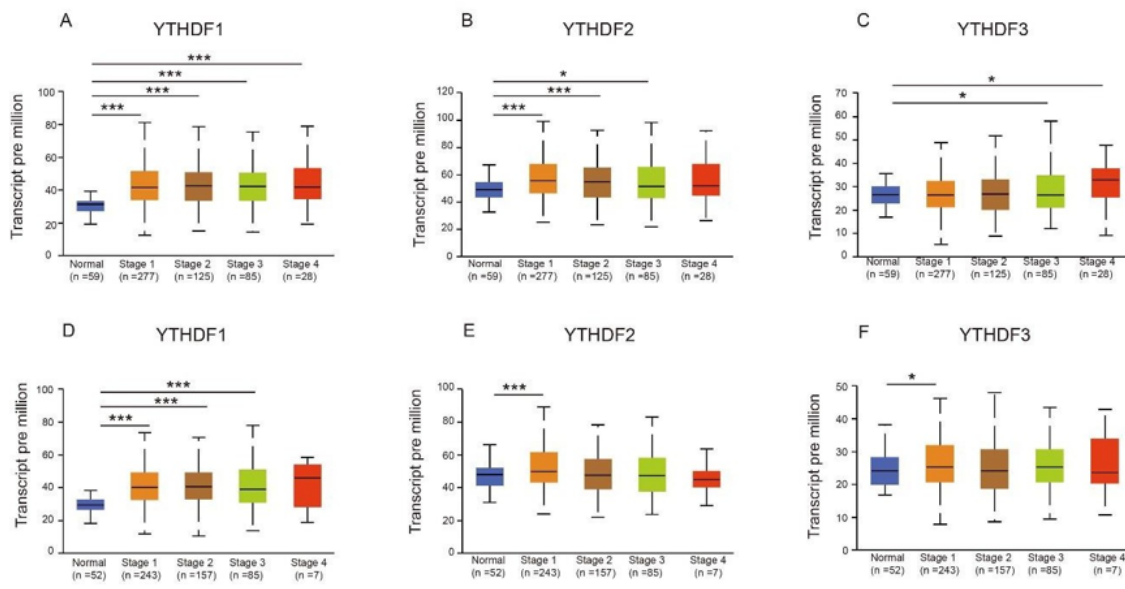 A
YTHDF1
***
***
***
***
Transcript pre million
100
80
60
40
20
0
Normal Stage 1 Stage 2 Stage 3 Stage 4
(n =59) (n =277) (n =125) (n =85) (n =28)
B
YTHDF2
*
***
***
Transcript pre million
120
100
80
60
40
20
0
Normal Stage 1 Stage 2 Stage 3 Stage 4
(n =59) (n =277) (n =125) (n =85) (n =28)
C
YTHDF3
*
*
Transcript pre million
70
60
50
40
30
20
10
0
Normal Stage 1 Stage 2 Stage 3 Stage 4
(n =59) (n =277) (n =125) (n =85) (n =28)
D
YTHDF1
***
***
***
Transcript pre million
100
80
60
40
20
0
Normal Stage 1 Stage 2 Stage 3 Stage 4
(n =52) (n =243) (n =157) (n =85) (n =7)
E
YTHDF2
***
Transcript pre million
100
80
60
40
20
0
Normal Stage 1 Stage 2 Stage 3 Stage 4
(n =52) (n =243) (n =157) (n =85) (n =7)
F
YTHDF3
*
Transcript pre million
50
40
30
20
10
0
Normal Stage 1 Stage 2 Stage 3 Stage 4
(n =52) (n =243) (n =157) (n =85) (n =7)